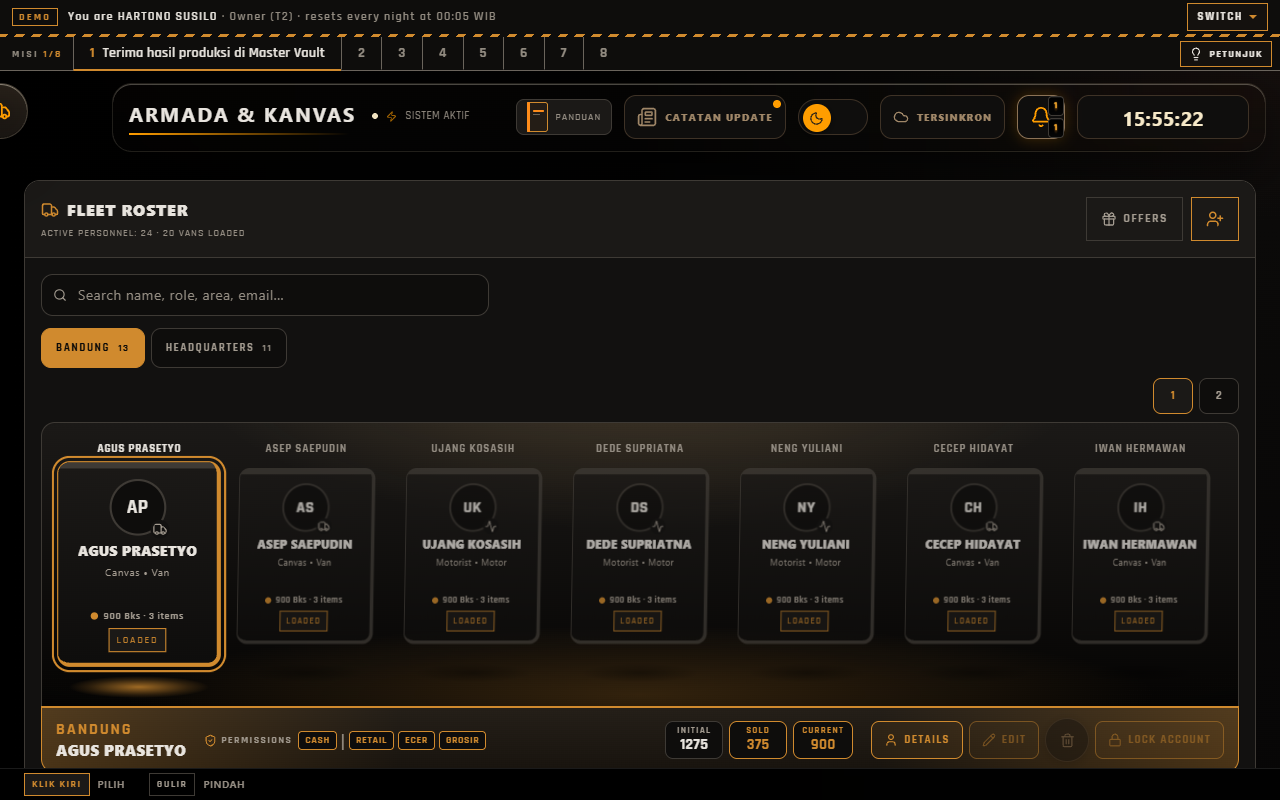 DEMO You are HARTONO SUSILO · Owner (T2) · resets every night at 00:05 WIB SWITCH
MISI 1/8 1 Terima hasil produksi di Master Vault 2 3 4 5 6 7 8 PETUNJUK
ARMADA & KANVAS SISTEM AKTIF PANDUAN CATATAN UPDATE TERSINKRON 1 1 15:55:22
FLEET ROSTER
ACTIVE PERSONNEL: 24 · 20 VANS LOADED
OFFERS
Search name, role, area, email...
BANDUNG 13 HEADQUARTERS 11
1 2
AGUS PRASETYO ASEP SAEPUDIN UJANG KOSASIH DEDE SUPRIATNA NENG YULIANI CECEP HIDAYAT IWAN HERMAWAN
AP AS UK DS NY CH IH
AGUS PRASETYO ASEP SAEPUDIN UJANG KOSASIH DEDE SUPRIATNA NENG YULIANI CECEP HIDAYAT IWAN HERMAWAN
Canvas • Van Canvas • Van Motorist • Motor Motorist • Motor Motorist • Motor Canvas • Van Canvas • Van
900 Bks · 3 items 900 Bks · 3 items 900 Bks · 3 items 900 Bks · 3 items 900 Bks · 3 items 900 Bks · 3 items 900 Bks · 3 items
LOADED LOADED LOADED LOADED LOADED LOADED LOADED
BANDUNG
AGUS PRASETYO
PERMISSIONS CASH | RETAIL ECER GROSIR
INITIAL 1275 SOLD 375 CURRENT 900
DETAILS EDIT LOCK ACCOUNT
KLIK KIRI PILIH GULIR PINDAH